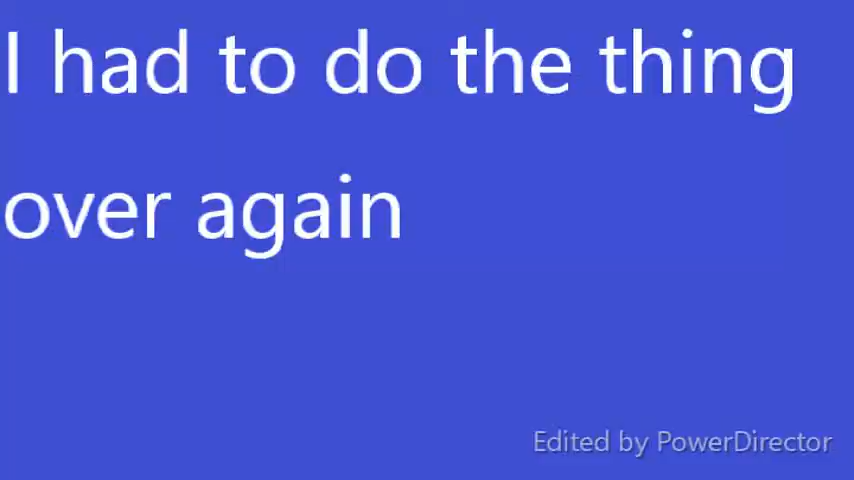 I had to do the thing
over again
Edited by PowerDirector